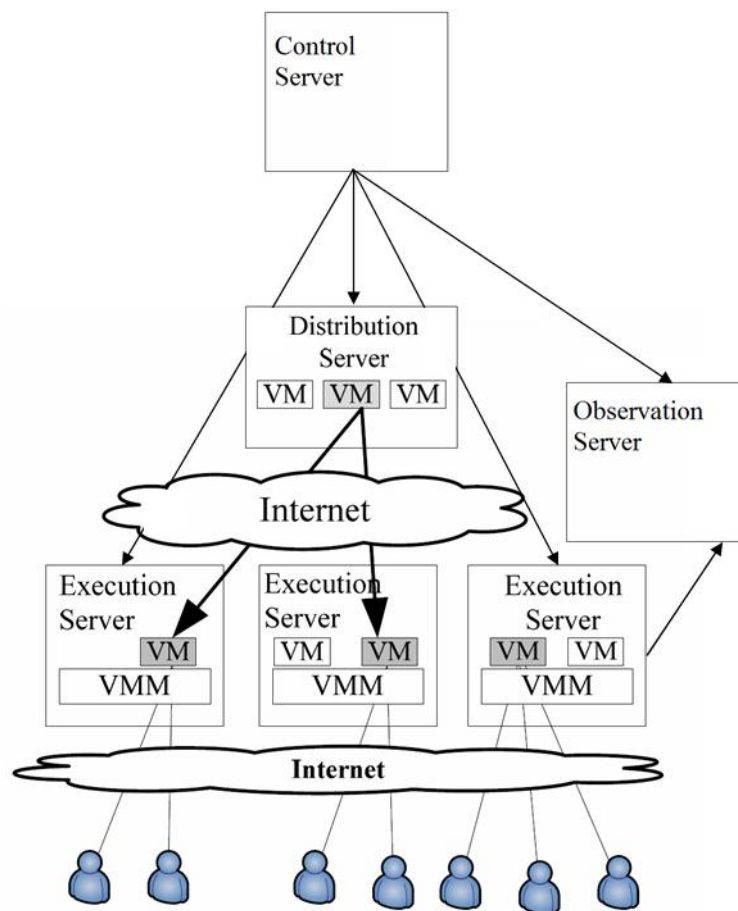 Control
Server
Distribution
Server
VM VM VM
Observation
Server
Internet
Execution
Server
VM
VMM
Execution
Server
VM VM
VMM
Execution
Server
VM VM
VMM
Internet